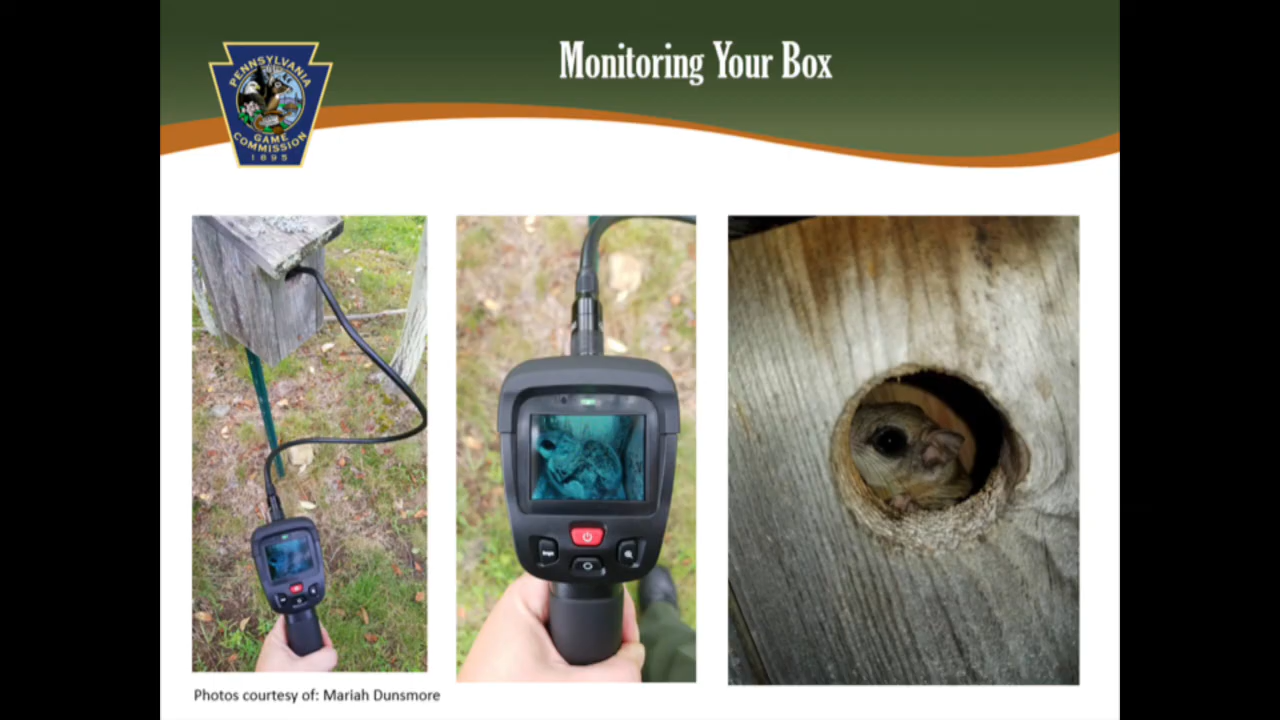 Monitoring Your Box
PENNSYLVANIA
GAME
COMMISSION
1895
Photos courtesy of: Mariah Dunsmore